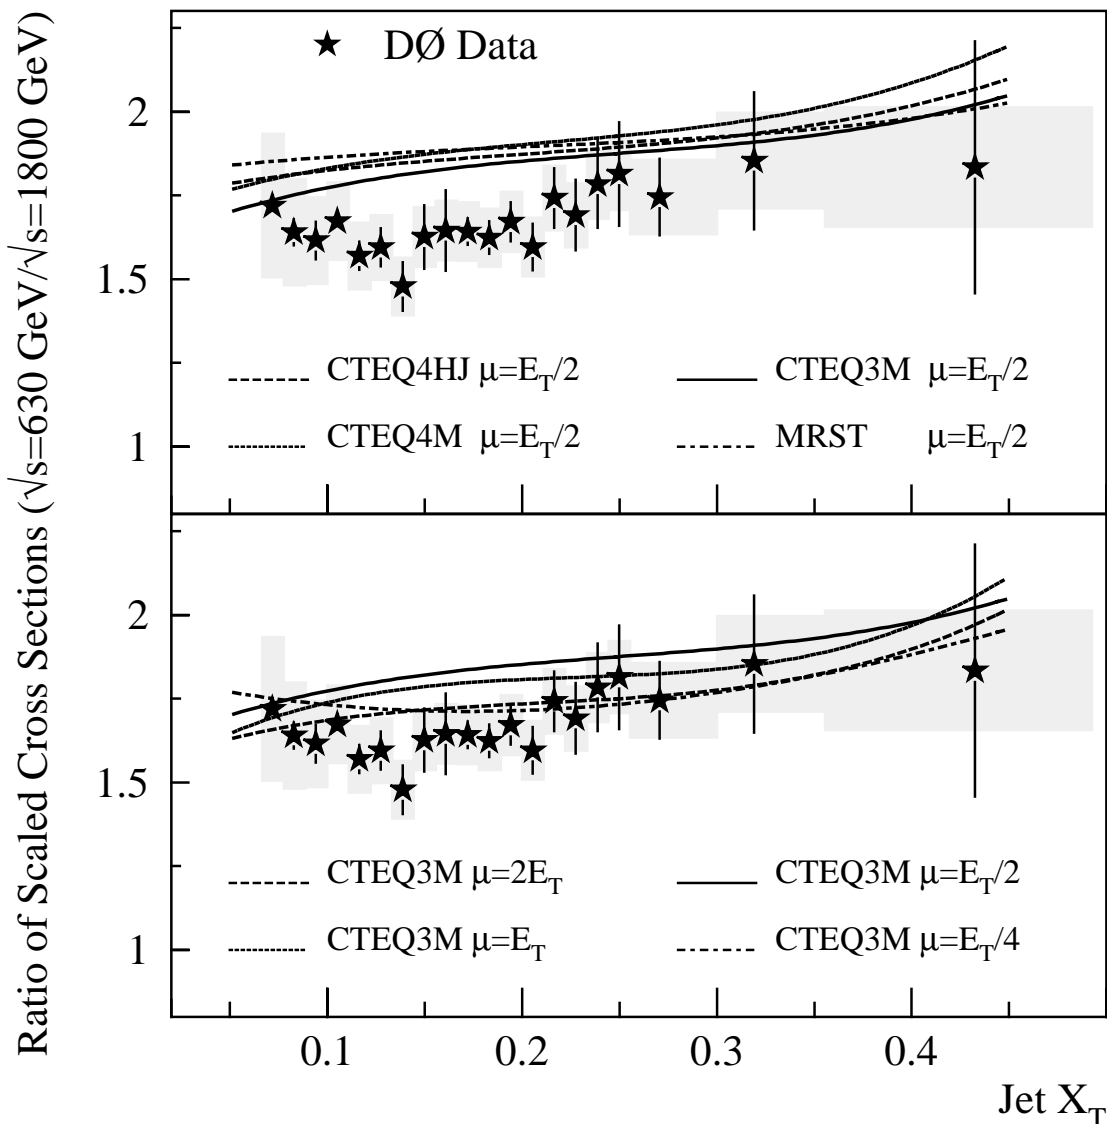 Ratio of Scaled Cross Sections (√s=630 GeV/√s=1800 GeV)
DØ Data
2
1.5
1
CTEQ4HJ μ=E_T/2
CTEQ3M μ=E_T/2
CTEQ4M μ=E_T/2
MRST μ=E_T/2
2
1.5
1
CTEQ3M μ=2E_T
CTEQ3M μ=E_T/2
CTEQ3M μ=E_T
CTEQ3M μ=E_T/4
0.1 0.2 0.3 0.4
Jet X_T